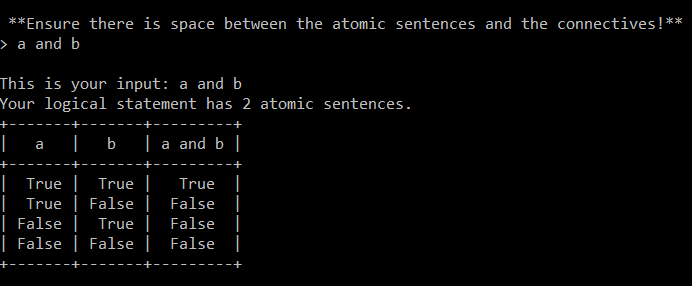 **Ensure there is space between the atomic sentences and the connectives!**
> a and b
This is your input: a and b
Your logical statement has 2 atomic sentences.
+-------+-------+---------+
|   a   |   b   | a and b |
+-------+-------+---------+
|  True |  True |   True  |
|  True | False |  False  |
| False |  True |  False  |
| False | False |  False  |
+-------+-------+---------+